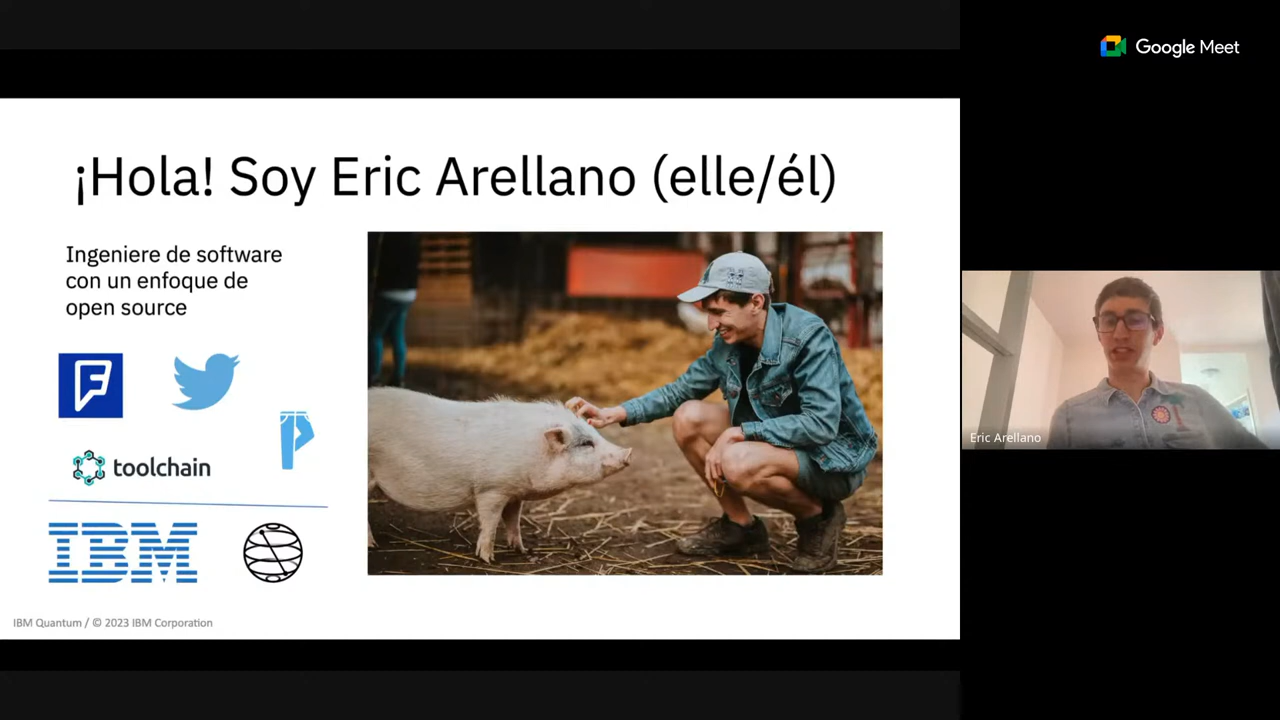 Google Meet
¡Hola! Soy Eric Arellano (elle/él)
Ingeniere de software
con un enfoque de
open source
toolchain
IBM
IBM Quantum / © 2023 IBM Corporation
Eric Arellano